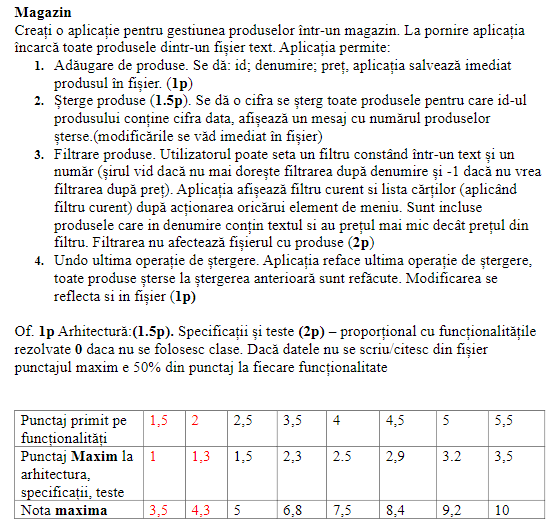 Magazin
Creați o aplicație pentru gestiunea produselor într-un magazin. La pornire aplicația
încarcă toate produsele dintr-un fișier text. Aplicația permite:
1. Adăugare de produse. Se dă: id; denumire; preț, aplicația salvează imediat
produsul în fișier. (1p)
2. Șterge produse (1.5p). Se dă o cifra se șterg toate produsele pentru care id-ul
produsului conține cifra data, afișează un mesaj cu numărul produselor
șterse.(modificările se văd imediat în fișier)
3. Filtrare produse. Utilizatorul poate seta un filtru constând într-un text și un
număr (șirul vid dacă nu mai dorește filtrarea după denumire și -1 dacă nu vrea
filtrarea după preț). Aplicația afișează filtru curent si lista cărților (aplicând
filtru curent) după acționarea oricărui element de meniu. Sunt incluse
produsele care in denumire conțin textul si au prețul mai mic decât prețul din
filtru. Filtrarea nu afectează fișierul cu produse (2p)
4. Undo ultima operație de ștergere. Aplicația reface ultima operație de ștergere,
toate produse șterse la ștergerea anterioară sunt refăcute. Modificarea se
reflecta si in fișier (1p)
Of. 1p Arhitectură:(1.5p). Specificații și teste (2p) – proporțional cu funcționalitățile
rezolvate 0 daca nu se folosesc clase. Dacă datele nu se scriu/citesc din fișier
punctajul maxim e 50% din punctaj la fiecare funcționalitate
Punctaj primit pe funcționalități 1,5 2 2,5 3,5 4 4,5 5 5,5
Punctaj Maxim la arhitectura, specificații, teste 1 1,3 1,5 2,3 2.5 2,9 3.2 3,5
Nota maxima 3,5 4,3 5 6,8 7,5 8,4 9,2 10